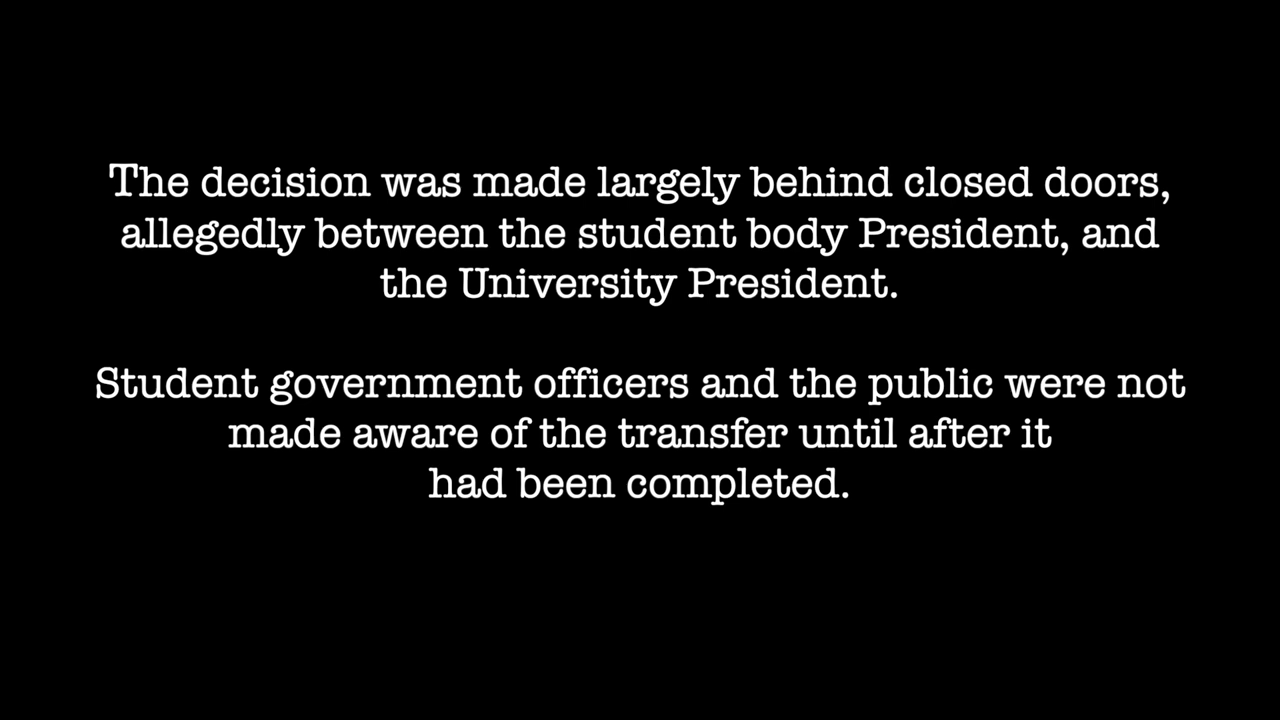 The decision was made largely behind closed doors,
allegedly between the student body President, and
the University President.
Student government officers and the public were not
made aware of the transfer until after it
had been completed.